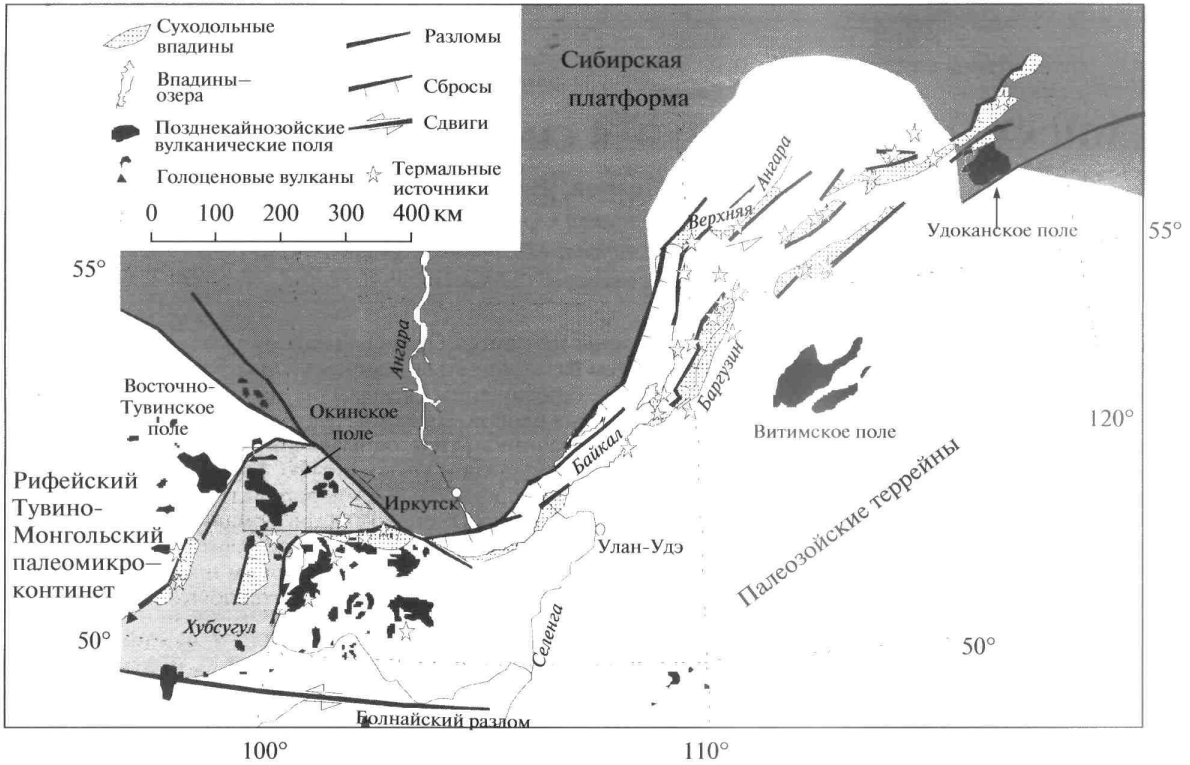 Суходольные
впадины
Впадины—
озера
Позднекайнозойские
вулканические поля
Голоценовые вулканы
Разломы
Сбросы
Сдвиги
Термальные
источники
0 100 200 300 400 км
Сибирская
платформа
Верхняя Ангара
Удоканское поле
55°
55°
Ангара
Восточно-
Тувинское
поле
Окинское
поле
Баргузин
Витимское поле
120°
Байкал
Иркутск
Рифейский
Тувино-
Монгольский
палеомикро—
континет
Улан-Удэ
Палеозойские террейны
Хубсугул
Селенга
50°
50°
Болнайский разлом
100°
110°